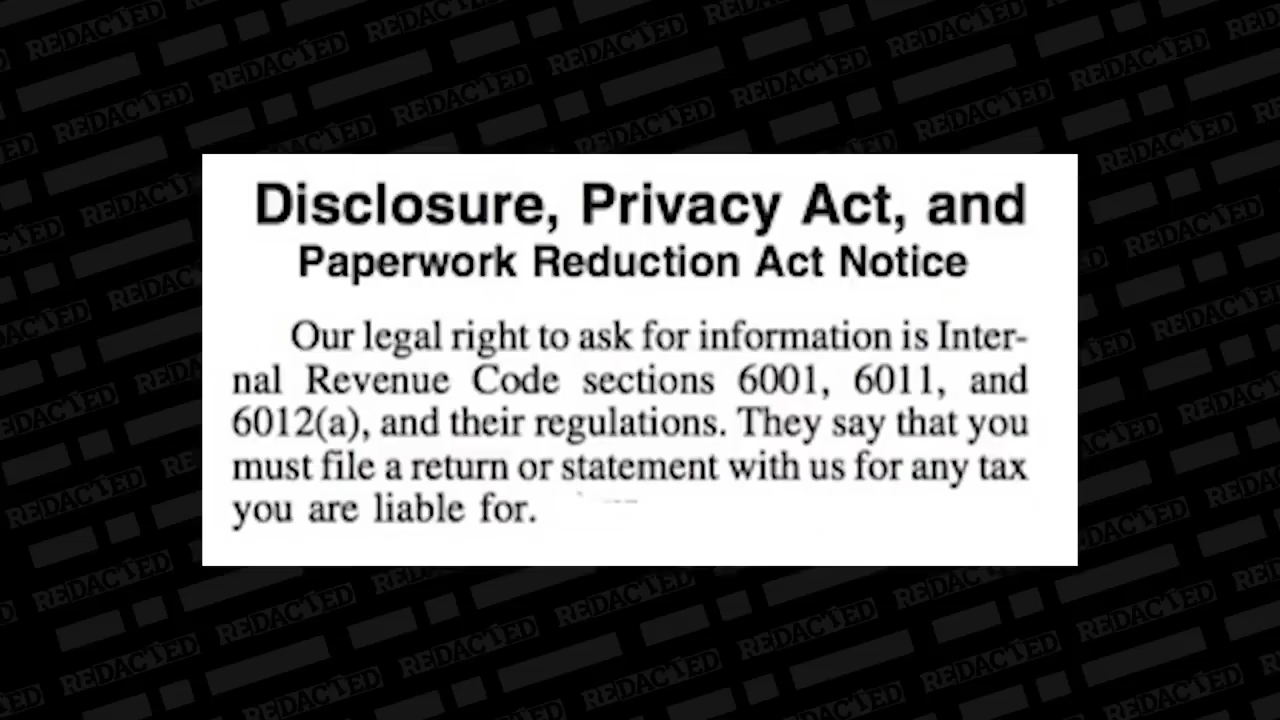 Disclosure, Privacy Act, and
Paperwork Reduction Act Notice
Our legal right to ask for information is Inter-
nal Revenue Code sections 6001, 6011, and
6012(a), and their regulations. They say that you
must file a return or statement with us for any tax
you are liable for.